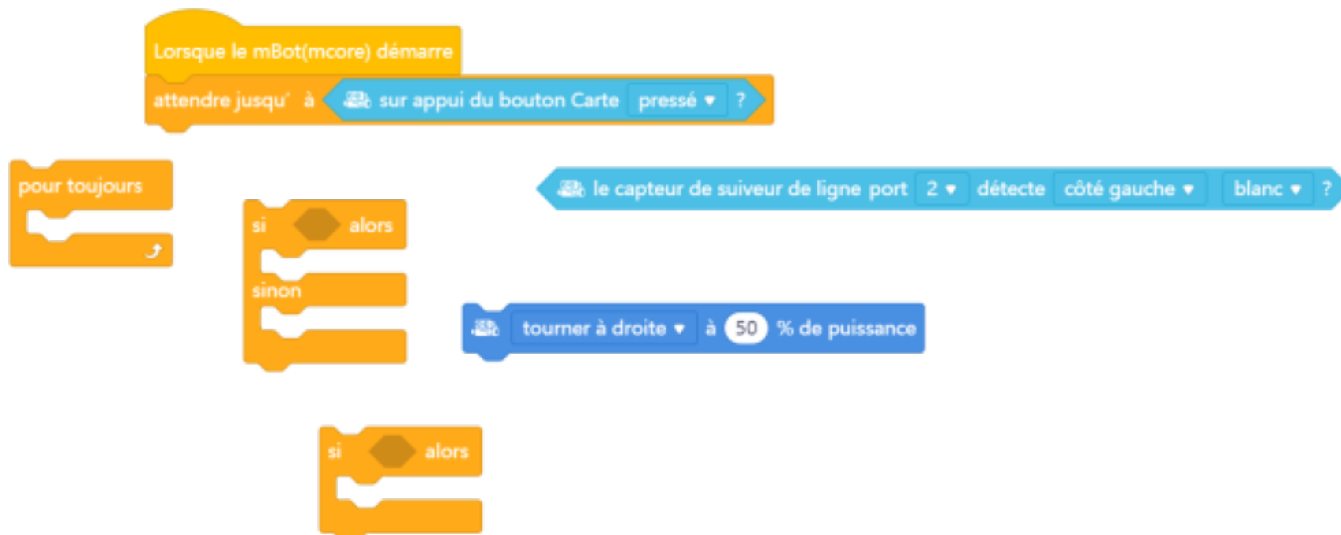 Lorsque le mBot(mcore) démarre
attendre jusqu' à sur appui du bouton Carte pressé ?
pour toujours
le capteur de suiveur de ligne port 2 détecte côté gauche blanc ?
si alors
sinon
tourner à droite à 50 % de puissance
si alors